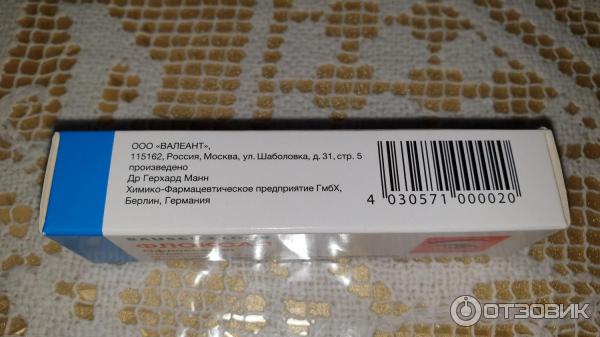 ООО «ВАЛЕАНТ»,
115162, Россия, Москва, ул. Шаболовка, д. 31, стр. 5
произведено
Др Герхард Манн
Химико-Фармацевтическое предприятие ГмбХ,
Берлин, Германия
4 030571 000020
ФЛОКСАЛ
ОТЗОВИК